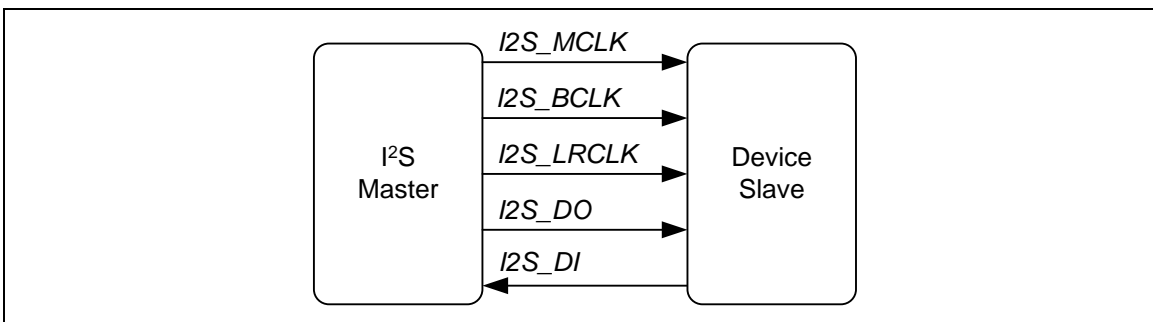 I2S_MCLK
I2S_BCLK
I²S
Master
I2S_LRCLK
Device
Slave
I2S_DO
I2S_DI